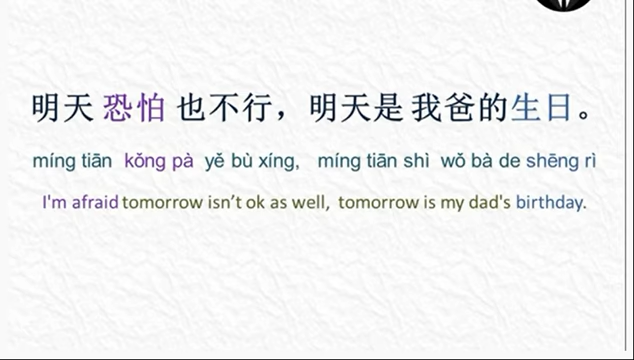 明天恐怕也不行，明天是我爸的生日。
míng tiān kǒng pà yě bù xíng, míng tiān shì wǒ bà de shēng rì
I'm afraid tomorrow isn't ok as well, tomorrow is my dad's birthday.